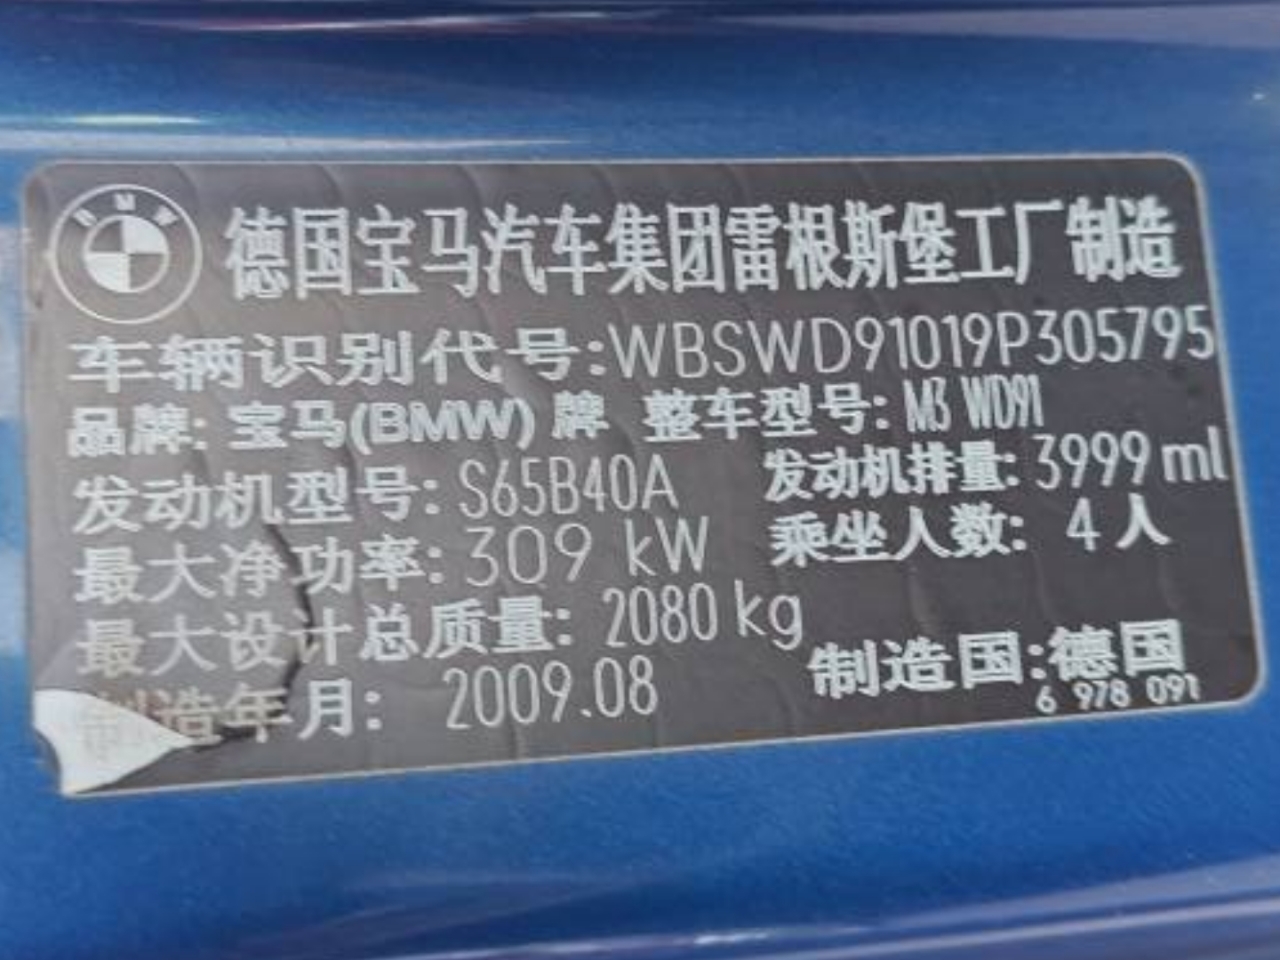 BMW
德国宝马汽车集团雷根斯堡工厂制造
车辆识别代号:WBSWD91019P305795
品牌: 宝马(BMW) 牌 整车型号: M3 WD91
发动机型号: S65B40A 发动机排量: 3999 ml
最大净功率: 309 kW 乘坐人数: 4 人
最大设计总质量: 2080 kg
制造年月: 2009.08 制造国:德国
6 978 091